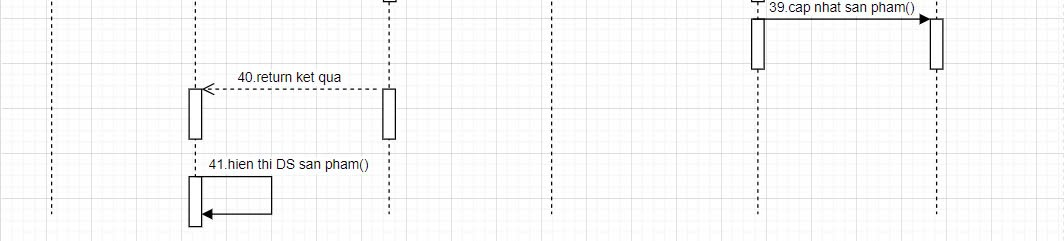 39.cap nhat san pham()
40.return ket qua
41.hien thi DS san pham()